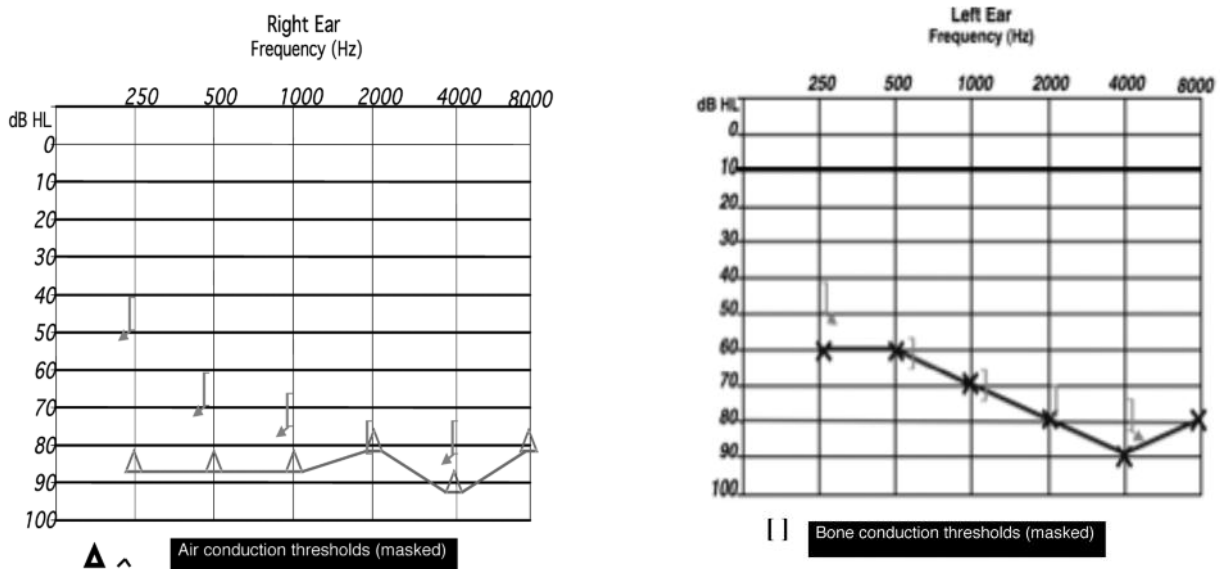 Right Ear
Frequency (Hz)
250 500 1000 2000 4000 8000
dB HL
0
10
20
30
40
50
60
70
80
90
100
Air conduction thresholds (masked)
Left Ear
Frequency (Hz)
250 500 1000 2000 4000 8000
dB HL
0
10
20
30
40
50
60
70
80
90
100
[ ] Bone conduction thresholds (masked)